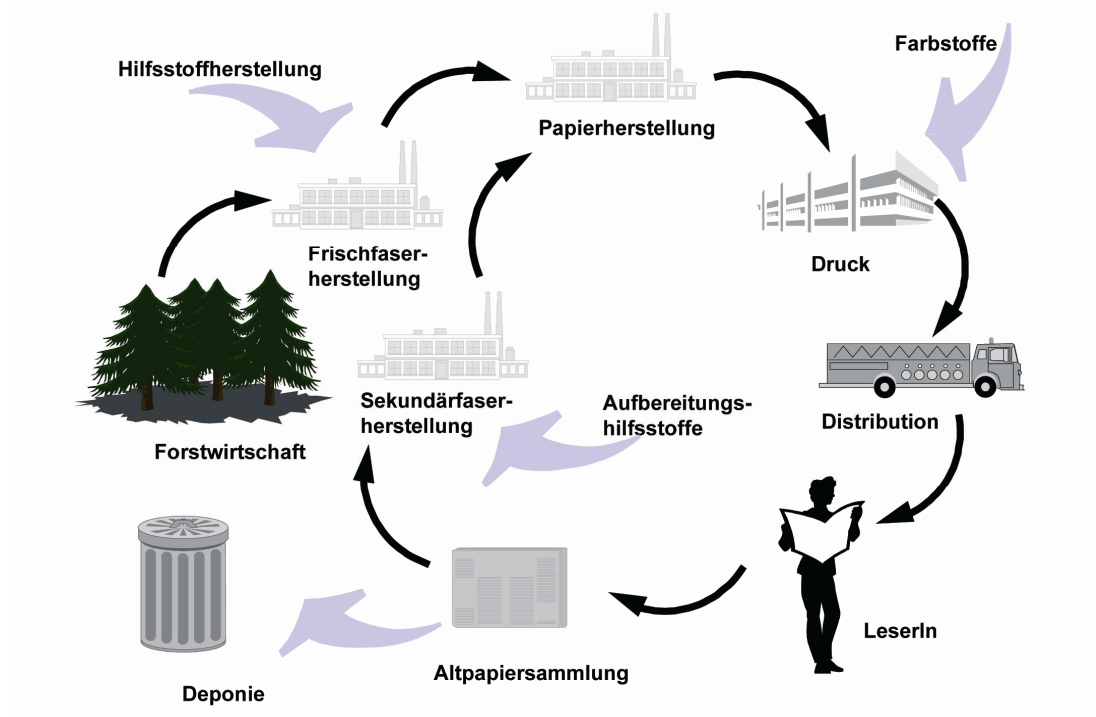 Farbstoffe
Hilfsstoffherstellung
Papierherstellung
Frischfaser-
herstellung
Druck
Sekundärfaser-
herstellung
Aufbereitungs-
hilfsstoffe
Distribution
Forstwirtschaft
LeserIn
Altpapiersammlung
Deponie